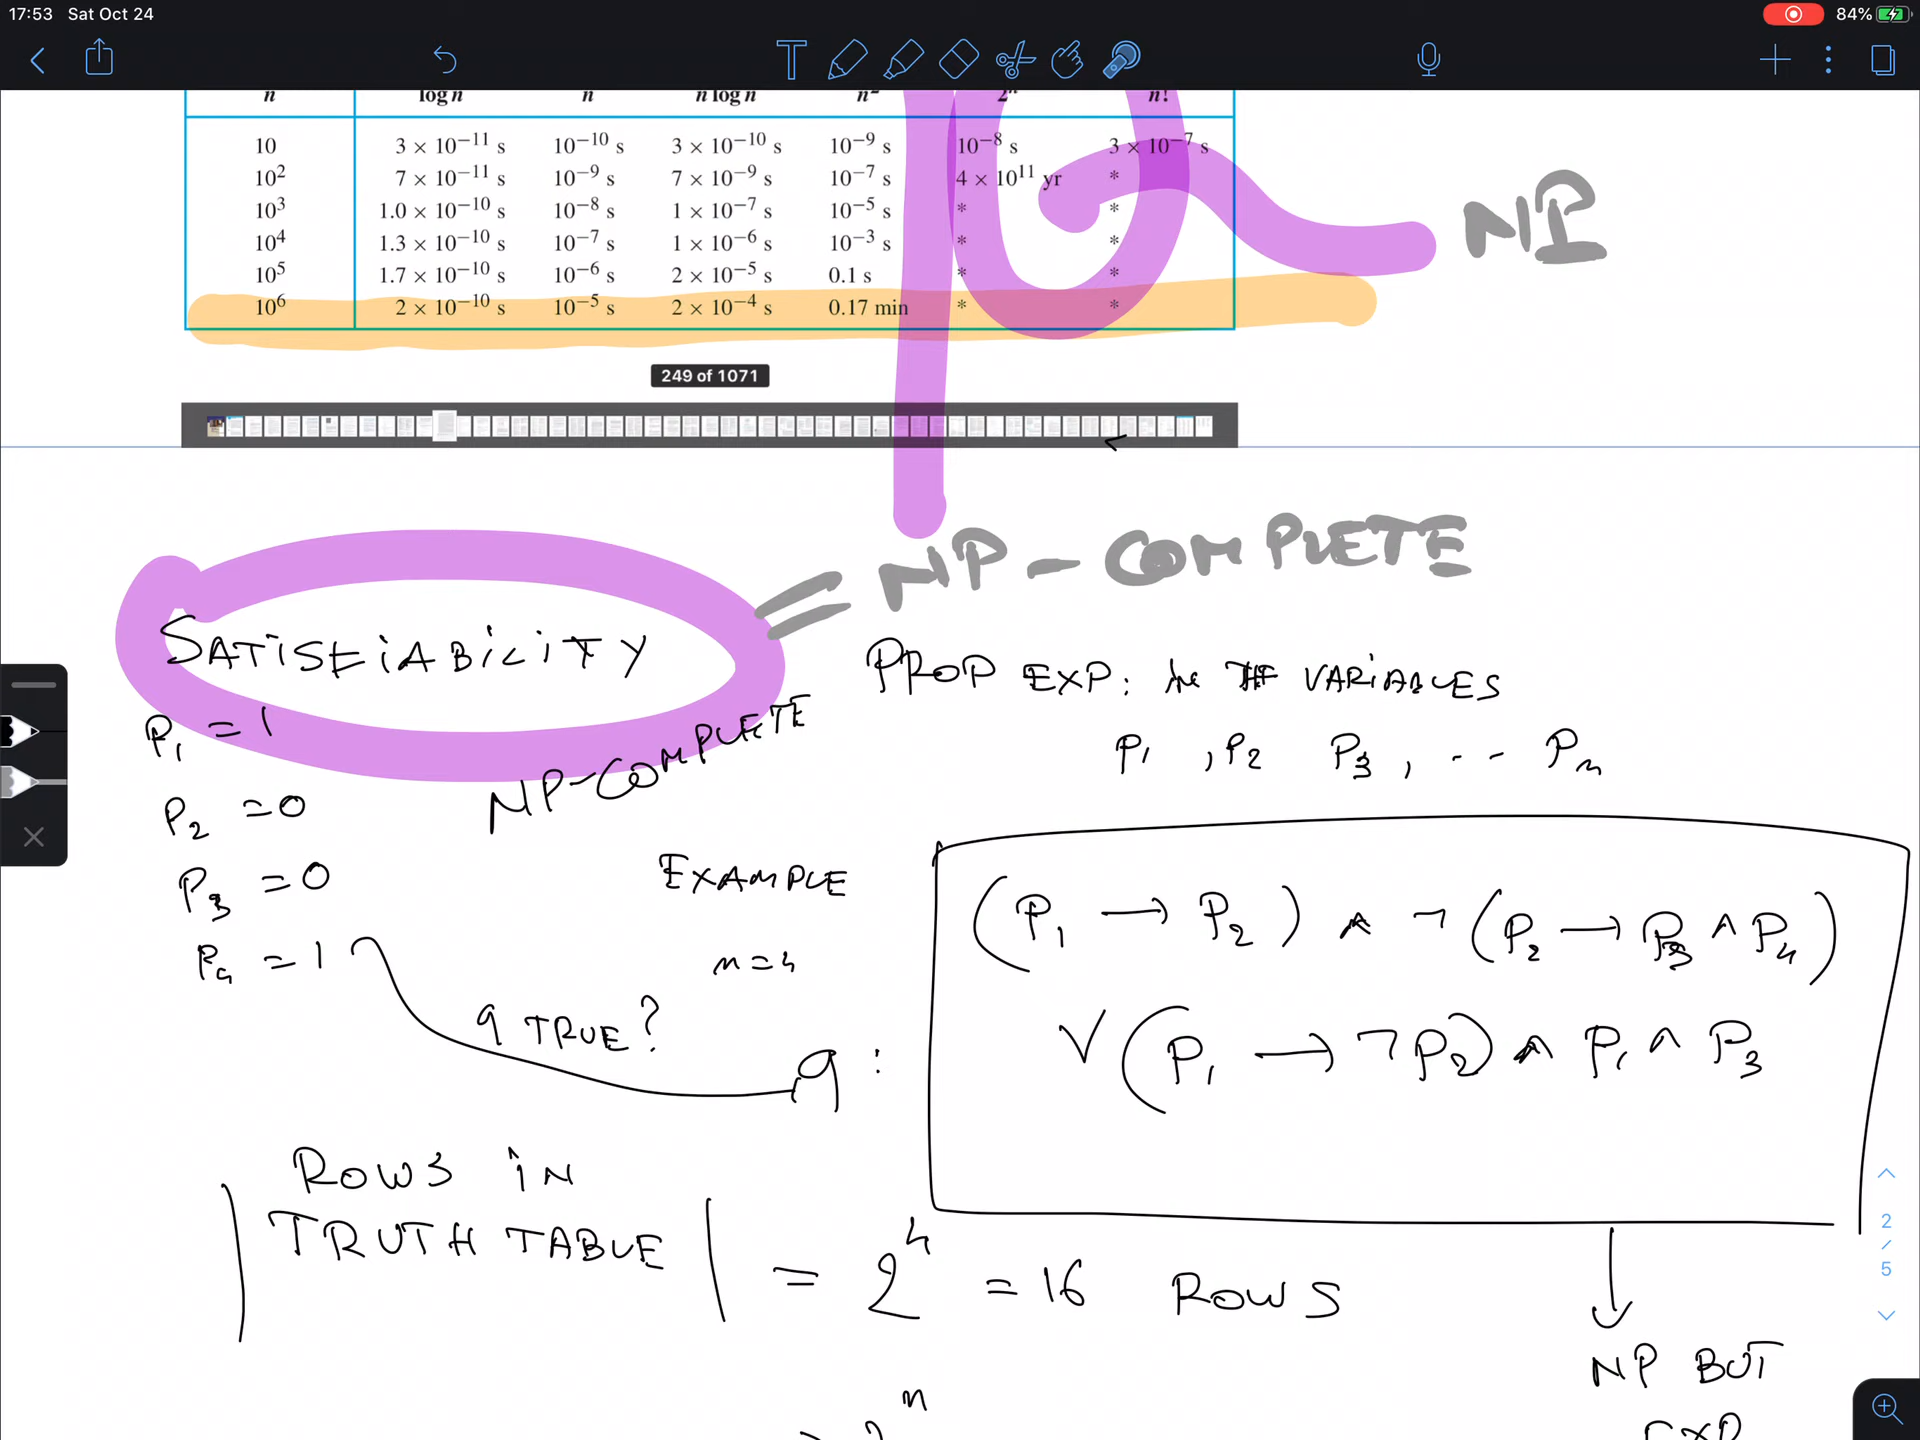 17:53 Sat Oct 24
84%
n log n n n log n n² 2ⁿ n!
10 3 × 10⁻¹¹ s 10⁻¹⁰ s 3 × 10⁻¹⁰ s 10⁻⁹ s 10⁻⁸ s 3 × 10⁻⁷ s
10² 7 × 10⁻¹¹ s 10⁻⁹ s 7 × 10⁻⁹ s 10⁻⁷ s 4 × 10¹¹ yr *
10³ 1.0 × 10⁻¹⁰ s 10⁻⁸ s 1 × 10⁻⁷ s 10⁻⁵ s * *
10⁴ 1.3 × 10⁻¹⁰ s 10⁻⁷ s 1 × 10⁻⁶ s 10⁻³ s * *
10⁵ 1.7 × 10⁻¹⁰ s 10⁻⁶ s 2 × 10⁻⁵ s 0.1 s * *
10⁶ 2 × 10⁻¹⁰ s 10⁻⁵ s 2 × 10⁻⁴ s 0.17 min * *
NP
249 of 1071
= NP - COMPLETE
SATISFIABILITY
NP-COMPLETE
PROP EXP: VARIABLES
P₁ , P₂ P₃ , -- Pₙ
P₁ = 1
P₂ = 0
P₃ = 0
P₄ = 1
EXAMPLE
n = 4
q TRUE?
q :
(P₁ → P₂) ∧ ¬(P₂ → P₃ ∧ P₄)
∨ (P₁ → ¬P₂) ∧ P₁ ∧ P₃
| ROWS IN
TRUTH TABLE | = 2⁴ = 16 ROWS
NP BUT
EXP
n
2
/
5